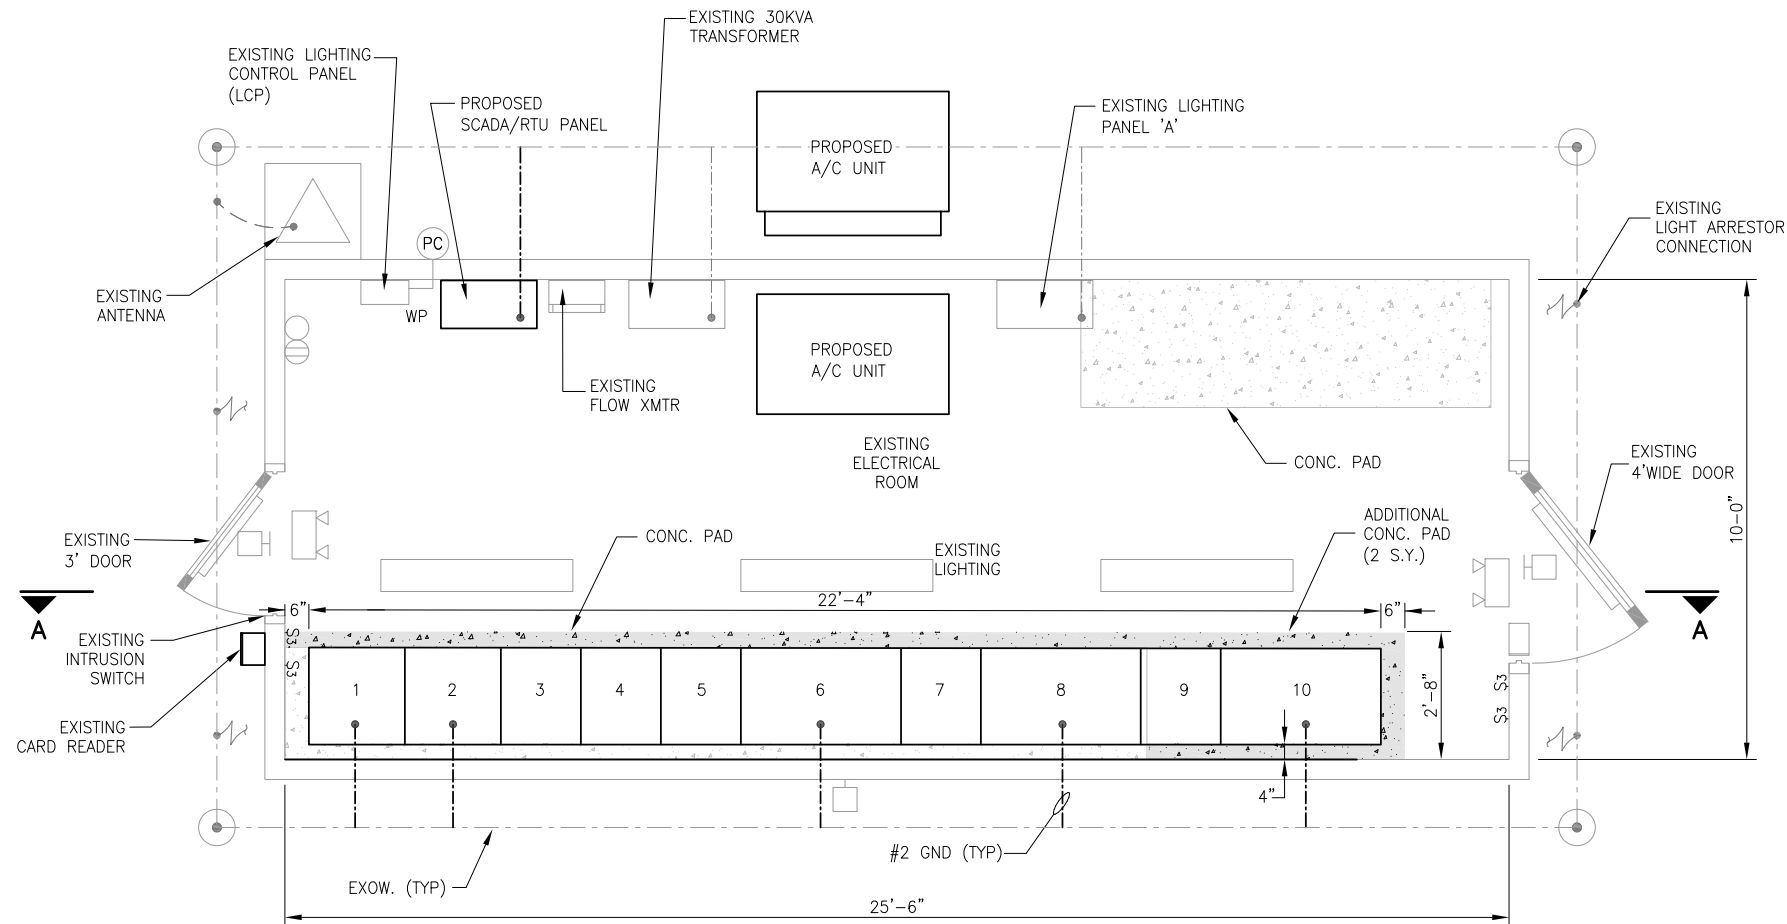 EXISTING 30KVA
TRANSFORMER
EXISTING LIGHTING
CONTROL PANEL
(LCP)
PROPOSED
SCADA/RTU PANEL
EXISTING LIGHTING
PANEL 'A'
PROPOSED
A/C UNIT
EXISTING
LIGHT ARRESTOR
CONNECTION
PC
EXISTING
ANTENNA
WP
PROPOSED
A/C UNIT
EXISTING
FLOW XMTR
EXISTING
ELECTRICAL
ROOM
CONC. PAD
EXISTING
4'WIDE DOOR
10-0"
EXISTING
3' DOOR
CONC. PAD
EXISTING
LIGHTING
ADDITIONAL
CONC. PAD
(2 S.Y.)
A
6"
22'-4"
6"
A
EXISTING
INTRUSION
SWITCH
S3
S3
1
2
3
4
5
6
7
8
9
10
2'-8"
S3
S3
EXISTING
CARD READER
4"
#2 GND (TYP)
EXOW. (TYP)
25'-6"